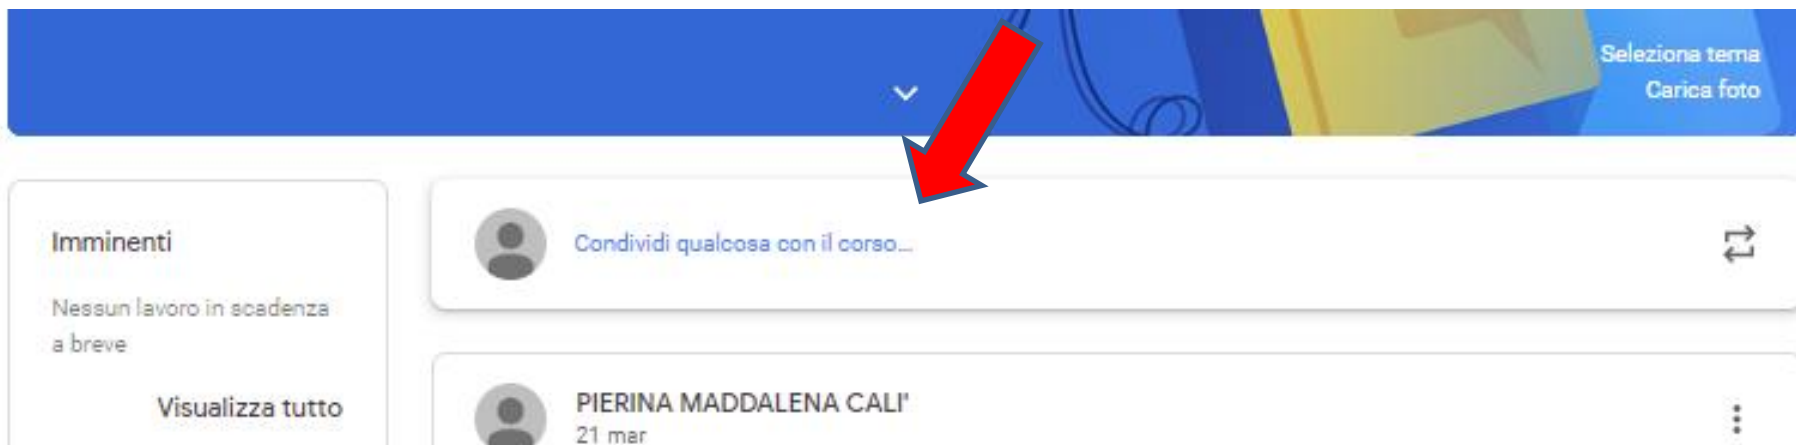 Seleziona tema
Carica foto
Imminenti
Nessun lavoro in scadenza
a breve
Visualizza tutto
Condividi qualcosa con il corso...
PIERINA MADDALENA CALI'
21 mar